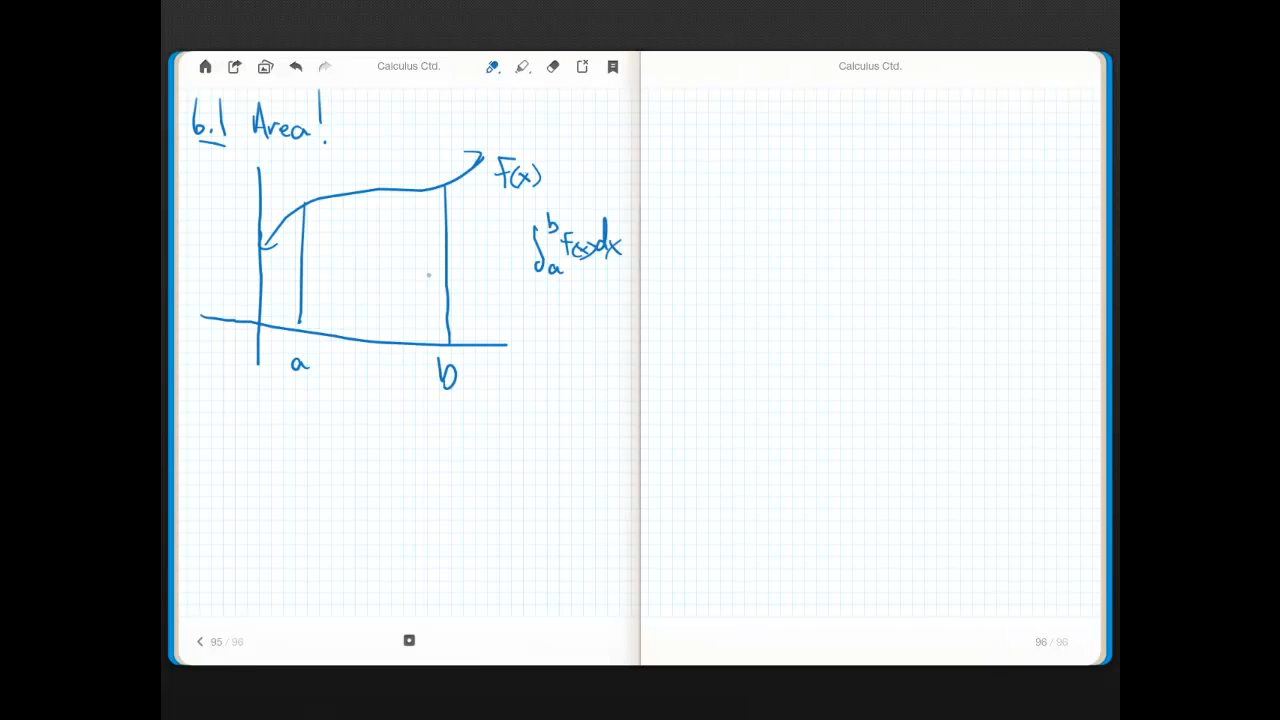 Calculus Ctd.
Calculus Ctd.
6.1 Area!
f(x)
∫_a^b f(x)dx
a
b
95 / 96
96 / 96